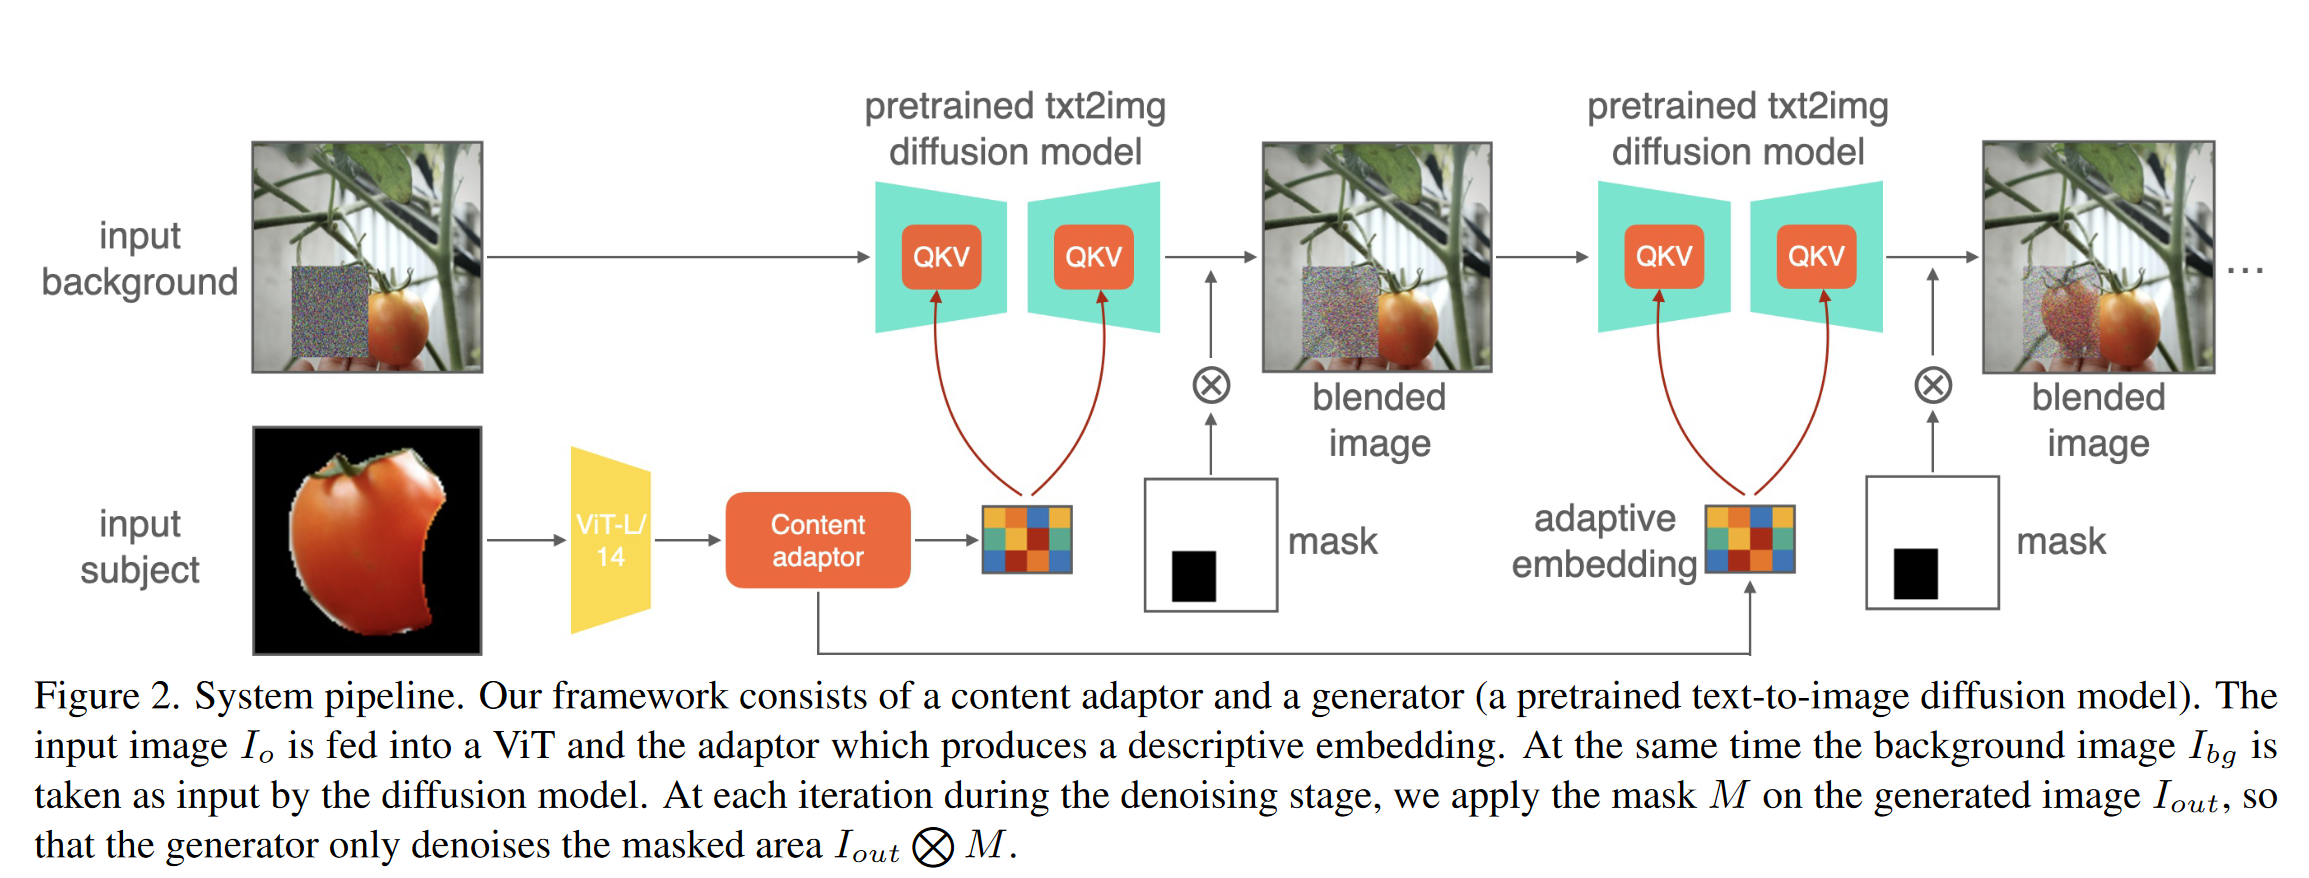 pretrained txt2img
diffusion model
pretrained txt2img
diffusion model
input
background
QKV
QKV
QKV
QKV
...
blended
image
blended
image
input
subject
ViT-L/
14
Content
adaptor
mask
adaptive
embedding
mask
Figure 2. System pipeline. Our framework consists of a content adaptor and a generator (a pretrained text-to-image diffusion model). The
input image I_o is fed into a ViT and the adaptor which produces a descriptive embedding. At the same time the background image I_{bg} is
taken as input by the diffusion model. At each iteration during the denoising stage, we apply the mask M on the generated image I_{out}, so
that the generator only denoises the masked area I_{out} ⊗ M.